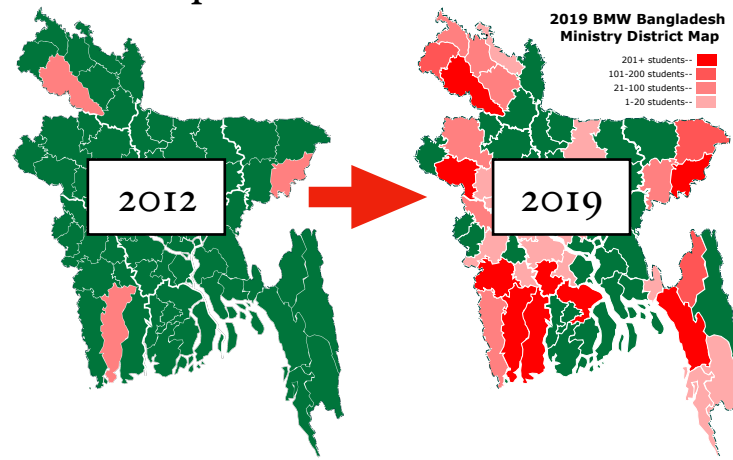 2019 BMW Bangladesh
Ministry District Map
201+ students--
101-200 students--
21-100 students--
1-20 students--
2012
2019